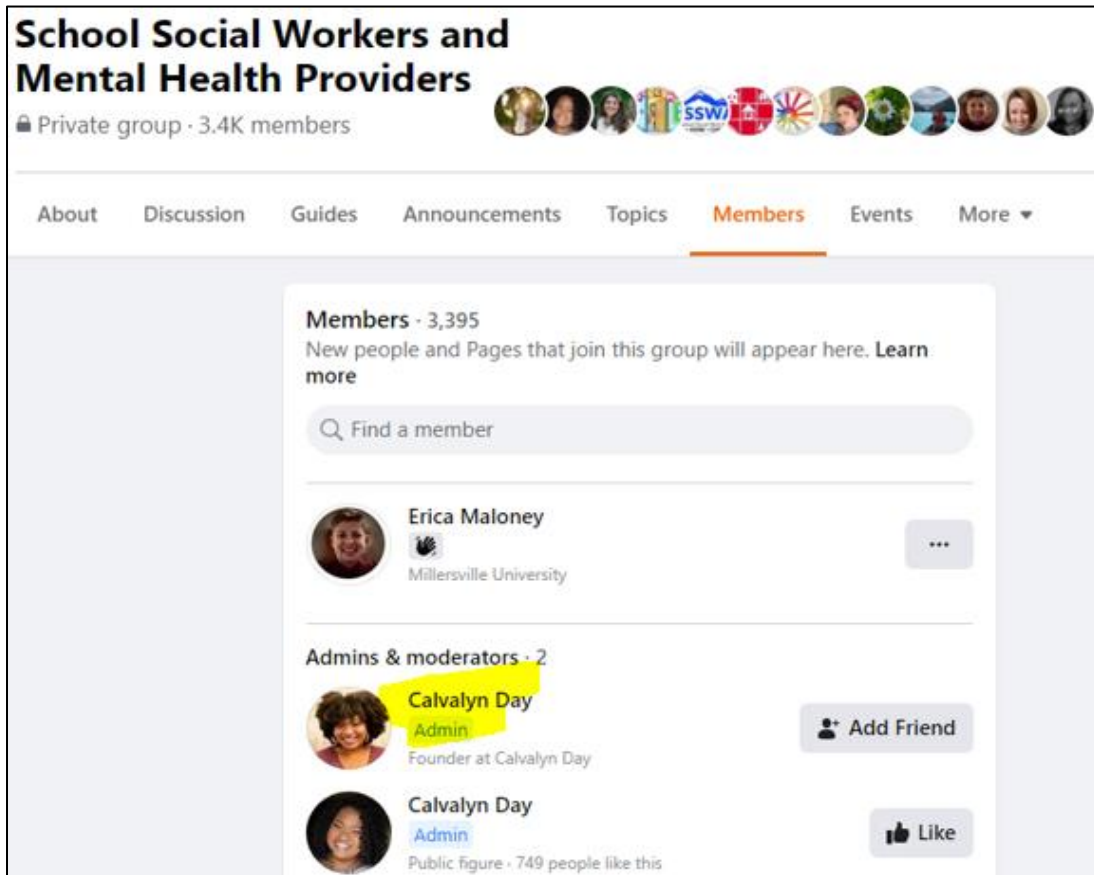 School Social Workers and
Mental Health Providers
Private group · 3.4K members
SSWA
About Discussion Guides Announcements Topics Members Events More
Members · 3,395
New people and Pages that join this group will appear here. Learn
more
Find a member
Erica Maloney
...
Millersville University
Admins & moderators · 2
Calvalyn Day
Admin
Add Friend
Founder at Calvalyn Day
Calvalyn Day
Admin
Like
Public figure · 749 people like this